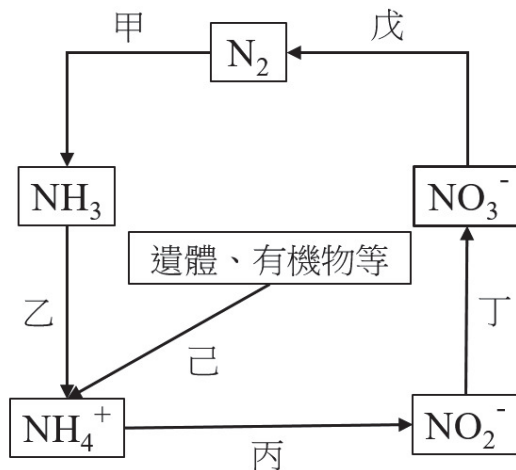 甲
戊
N₂
NH₃
NO₃⁻
遺體、有機物等
乙
丁
己
NH₄⁺
NO₂⁻
丙